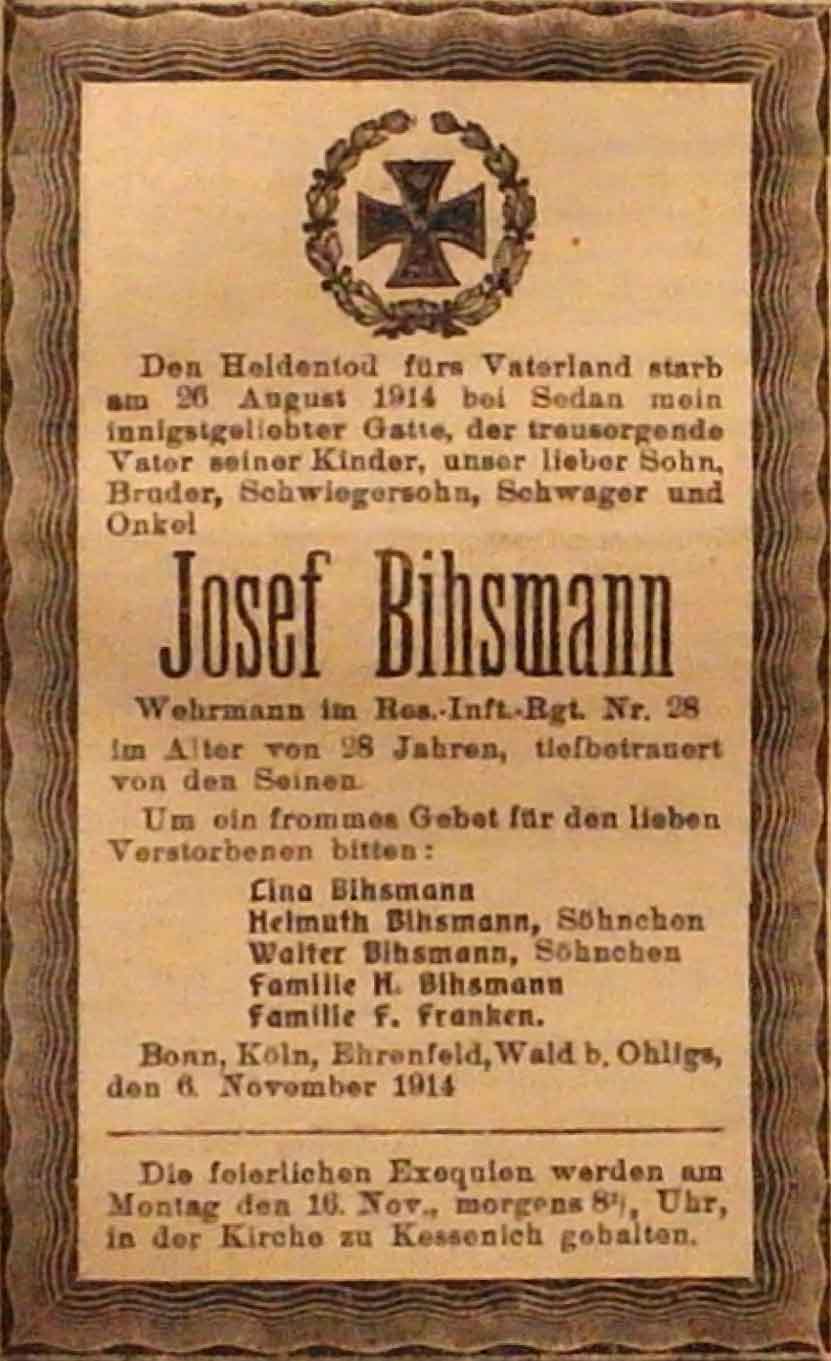 Den Heldentod fürs Vaterland starb
am 26 August 1914 bei Sedan mein
innigstgeliebter Gatte, der treusorgende
Vater seiner Kinder, unser lieber Sohn,
Bruder, Schwiegersohn, Schwager und
Onkel
Josef Bihsmann
Wehrmann im Res.-Inft.-Rgt. Nr. 28
im Alter von 28 Jahren, tiefbetrauert
von den Seinen.
Um ein frommes Gebet für den lieben
Verstorbenen bitten:
Lina Bihsmann
Helmuth Bihsmann, Söhnchen
Walter Bihsmann, Söhnchen
Familie H. Bihsmann
Familie F. Franken.
Bonn, Köln, Ehrenfeld, Wald b. Ohligs,
den 6. November 1914
Die feierlichen Exequien werden am
Montag den 16. Nov., morgens 8½ Uhr,
in der Kirche zu Kessenich gehalten.